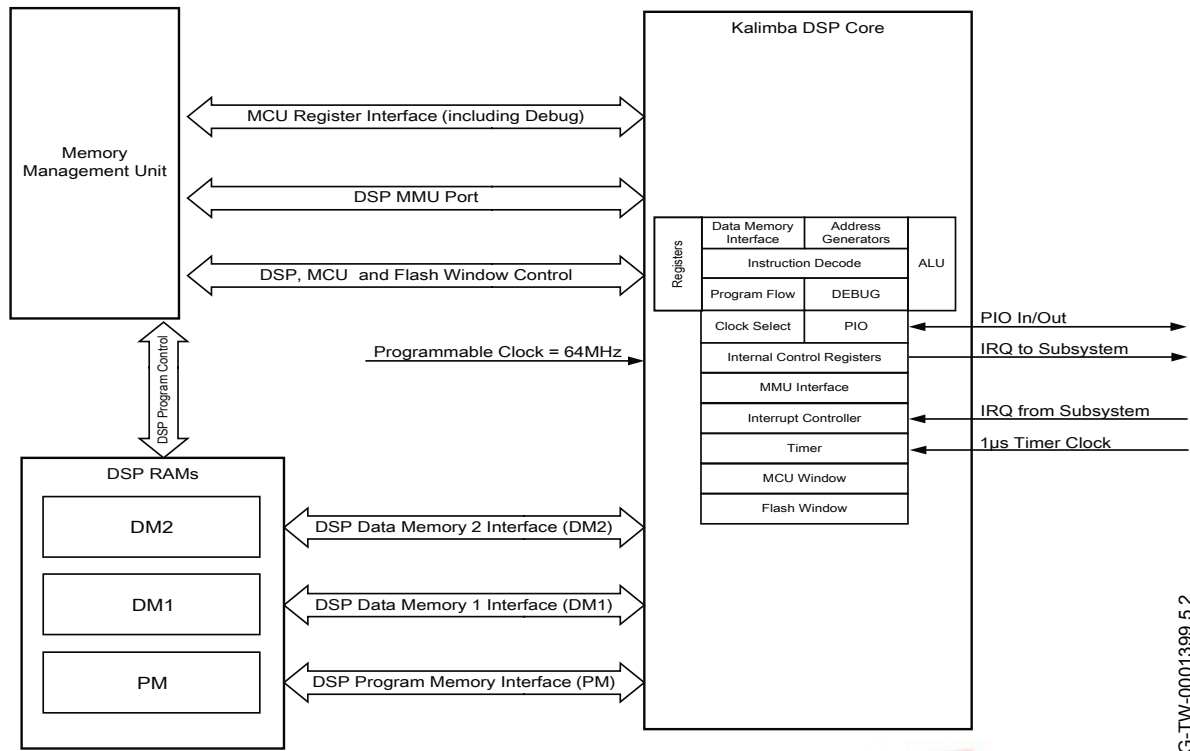 Kalimba DSP Core
Memory
Management Unit
MCU Register Interface (including Debug)
DSP MMU Port
DSP, MCU and Flash Window Control
Programmable Clock = 64MHz
DSP Program Control
Registers
Data Memory
Interface
Address
Generators
Instruction Decode
ALU
Program Flow
DEBUG
Clock Select
PIO
Internal Control Registers
MMU Interface
Interrupt Controller
Timer
MCU Window
Flash Window
PIO In/Out
IRQ to Subsystem
IRQ from Subsystem
1µs Timer Clock
DSP RAMs
DM2
DM1
PM
DSP Data Memory 2 Interface (DM2)
DSP Data Memory 1 Interface (DM1)
DSP Program Memory Interface (PM)
G-TW-0001399.5.2